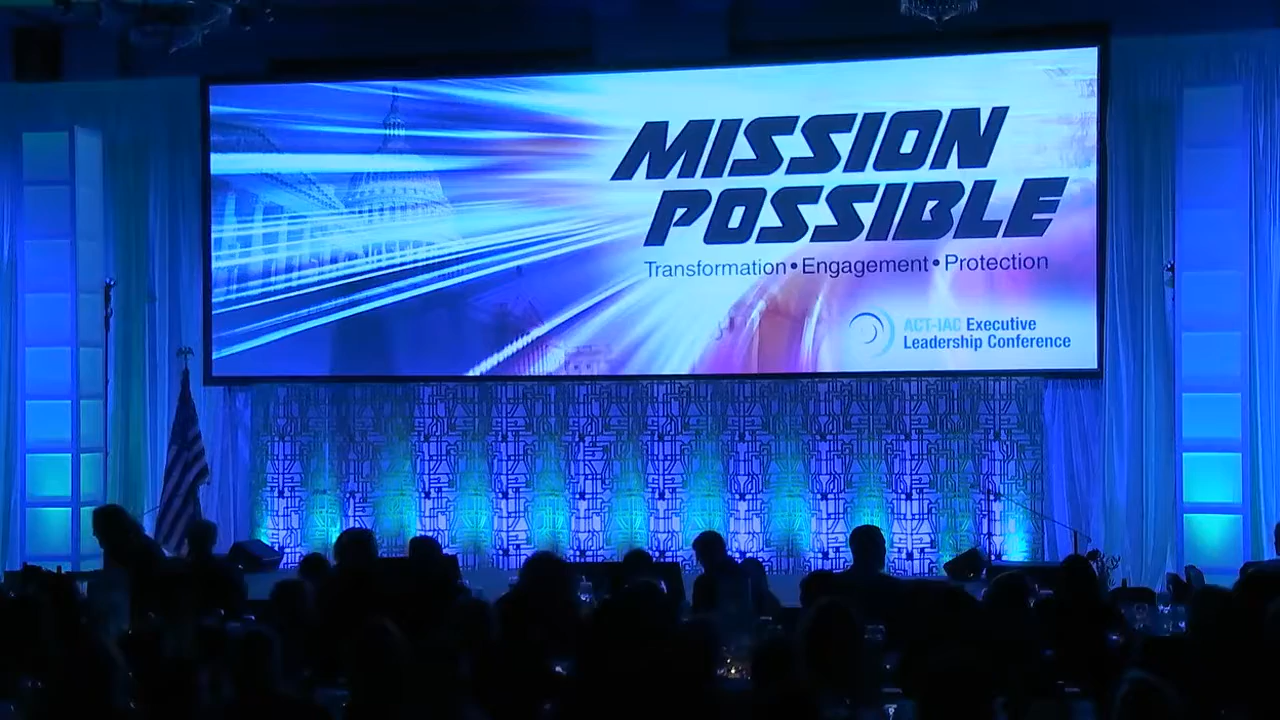 MISSION
POSSIBLE
Transformation • Engagement • Protection
ACT-IAC Executive
Leadership Conference